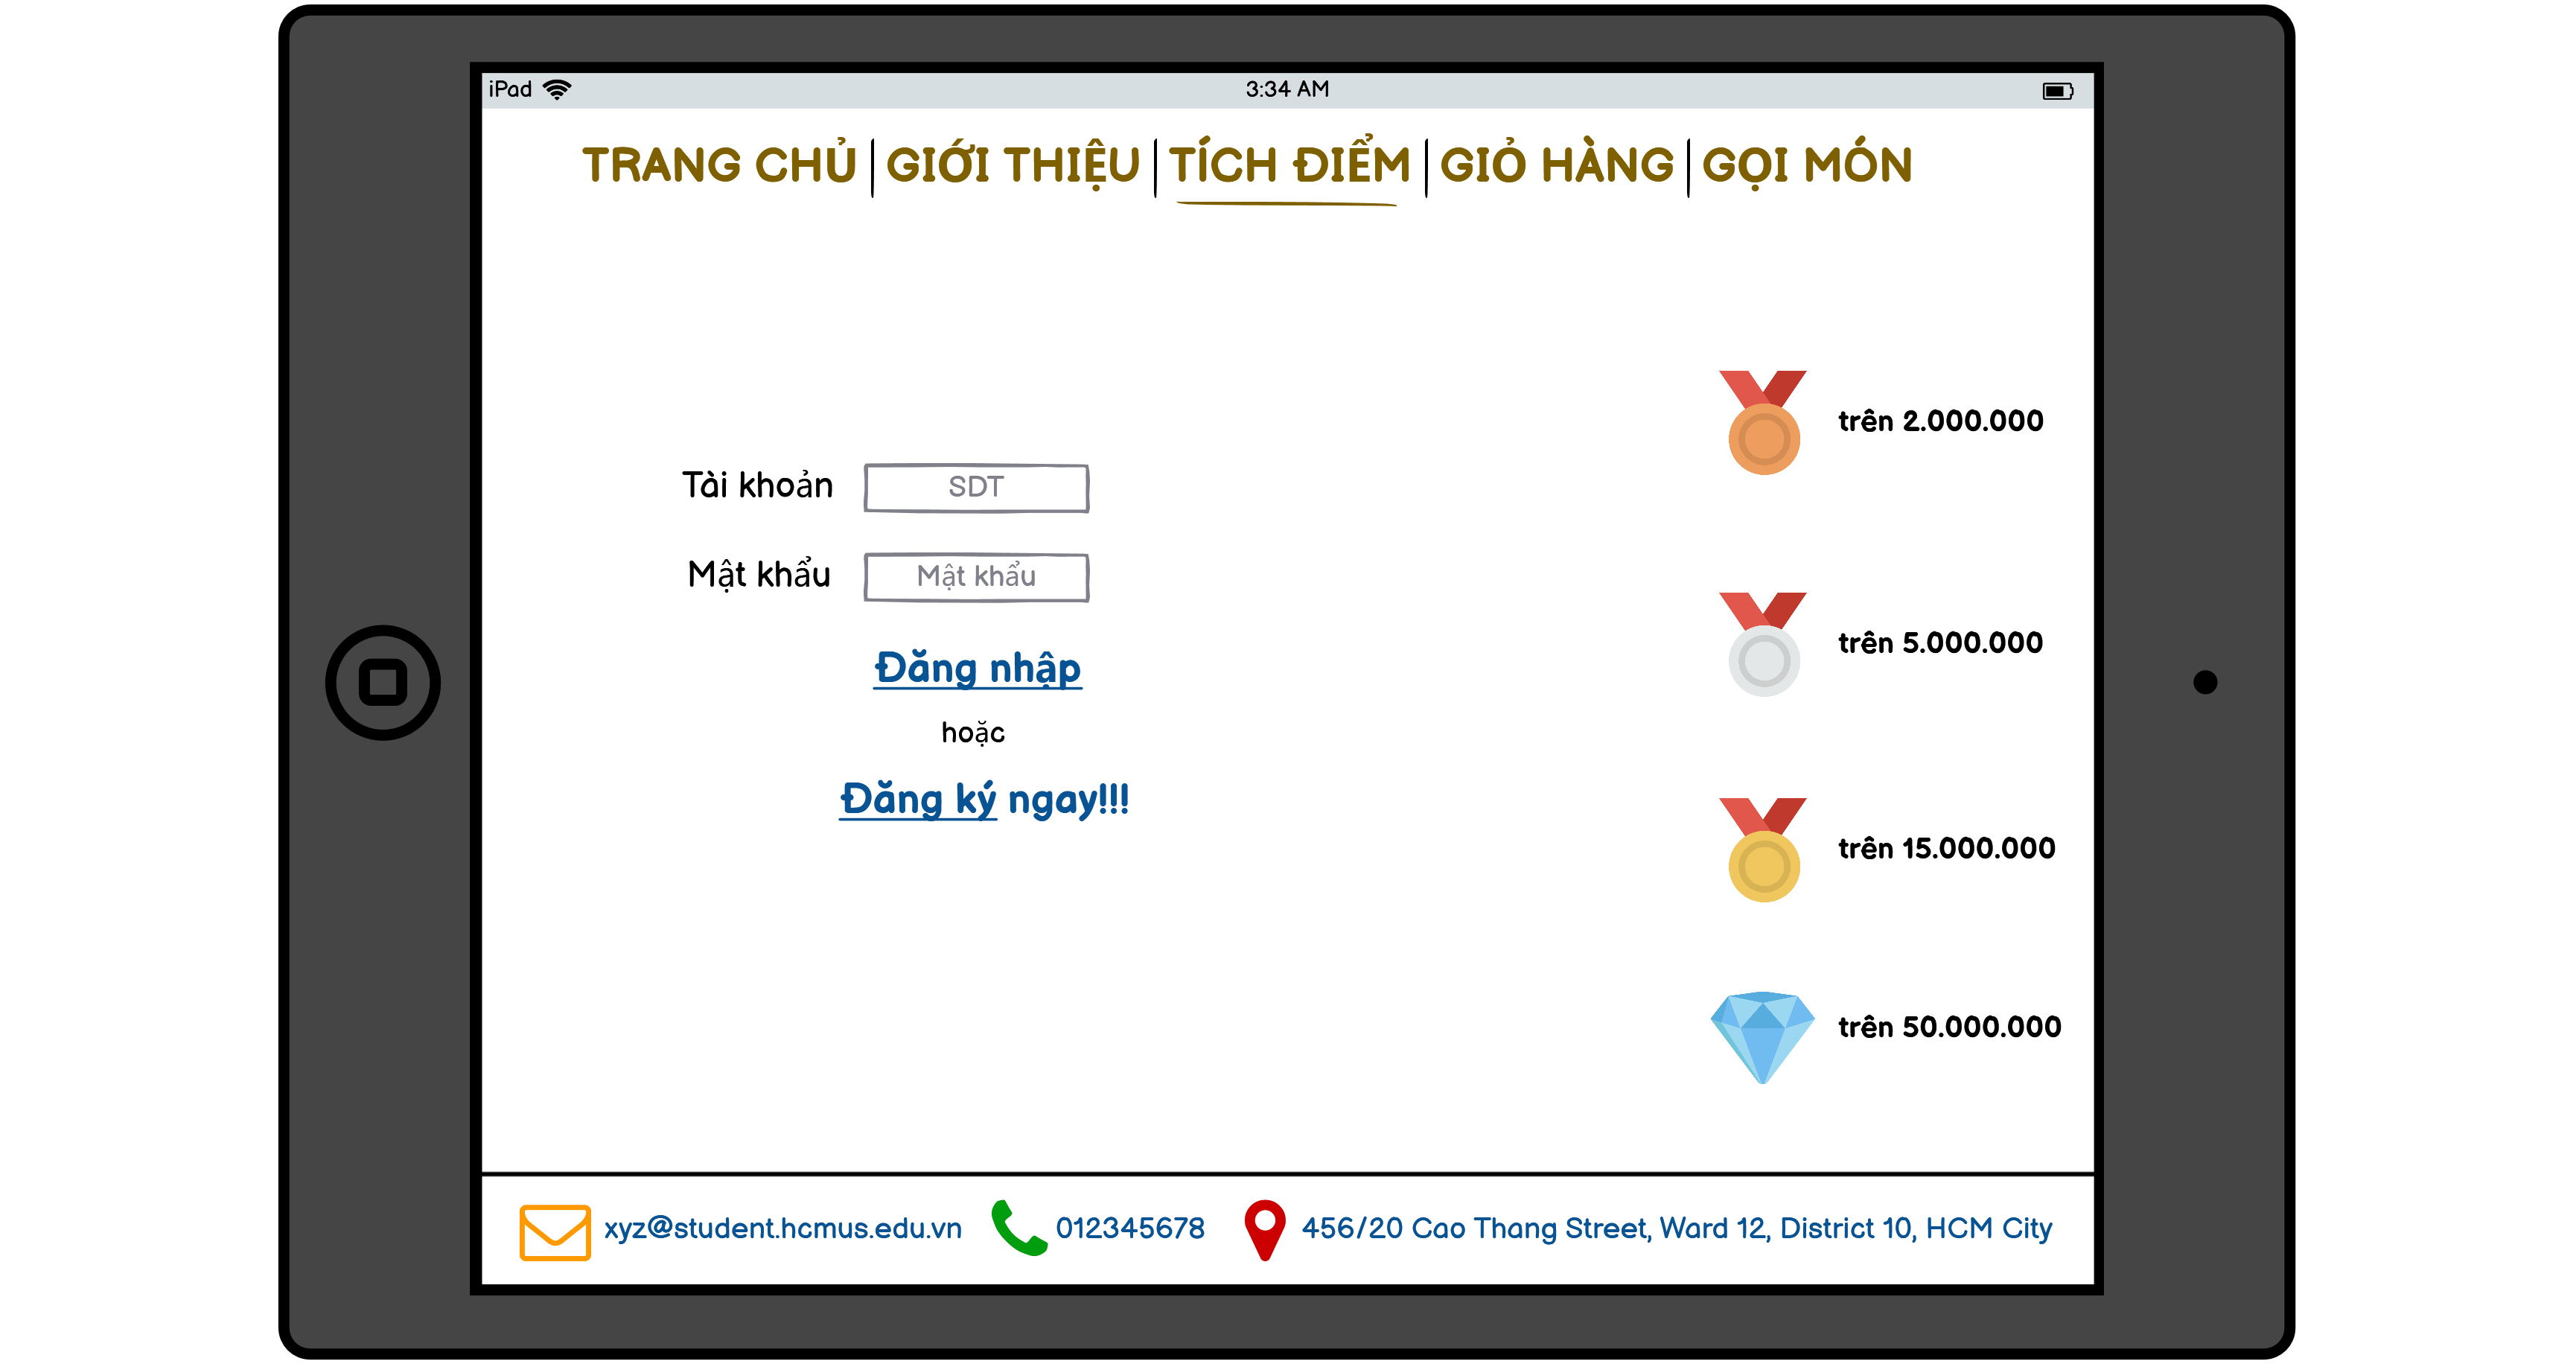 iPad 3:34 AM
TRANG CHỦ GIỚI THIỆU TÍCH ĐIỂM GIỎ HÀNG GỌI MÓN
Tài khoản SDT
Mật khẩu Mật khẩu
Đăng nhập
hoặc
Đăng ký ngay!!!
trên 2.000.000
trên 5.000.000
trên 15.000.000
trên 50.000.000
xyz@student.hcmus.edu.vn 012345678 456/20 Cao Thang Street, Ward 12, District 10, HCM City